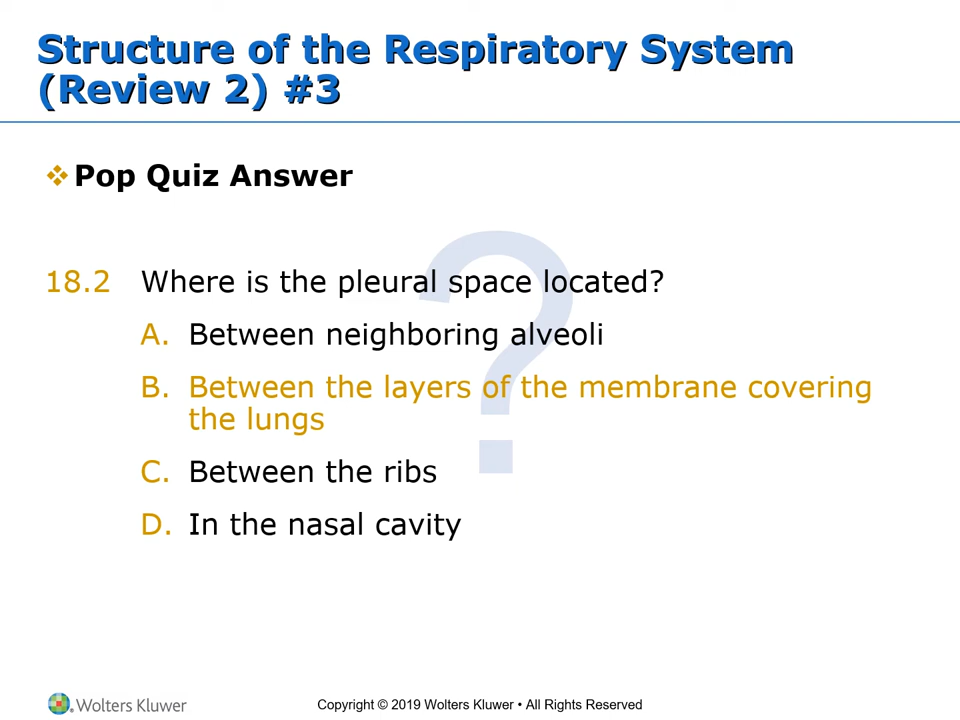 Structure of the Respiratory System
(Review 2) #3
❖ Pop Quiz Answer
18.2 Where is the pleural space located?
A. Between neighboring alveoli
B. Between the layers of the membrane covering
the lungs
C. Between the ribs
D. In the nasal cavity
?
Wolters Kluwer
Copyright © 2019 Wolters Kluwer • All Rights Reserved